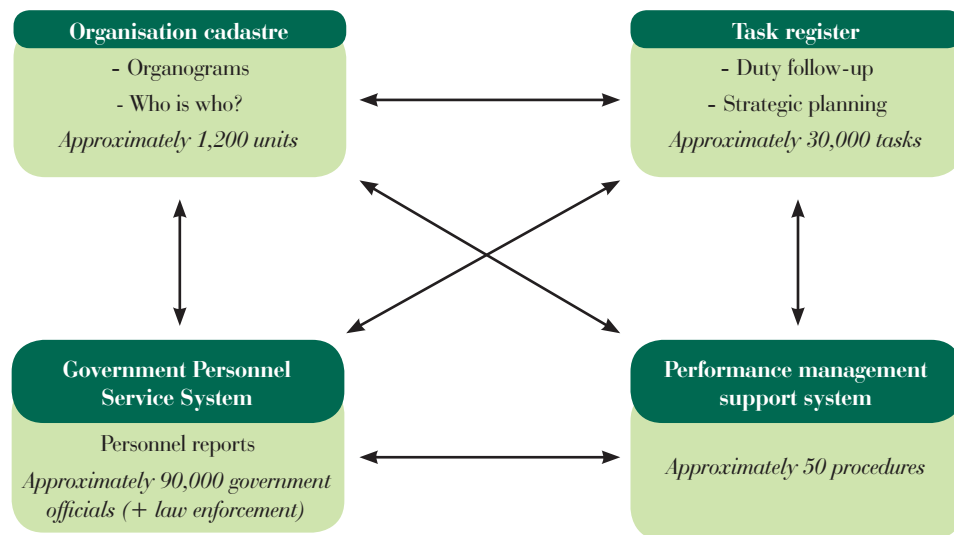 Organisation cadastre
- Organograms
- Who is who?
Approximately 1,200 units
Task register
- Duty follow-up
- Strategic planning
Approximately 30,000 tasks
Government Personnel
Service System
Personnel reports
Approximately 90,000 government
officials (+ law enforcement)
Performance management
support system
Approximately 50 procedures